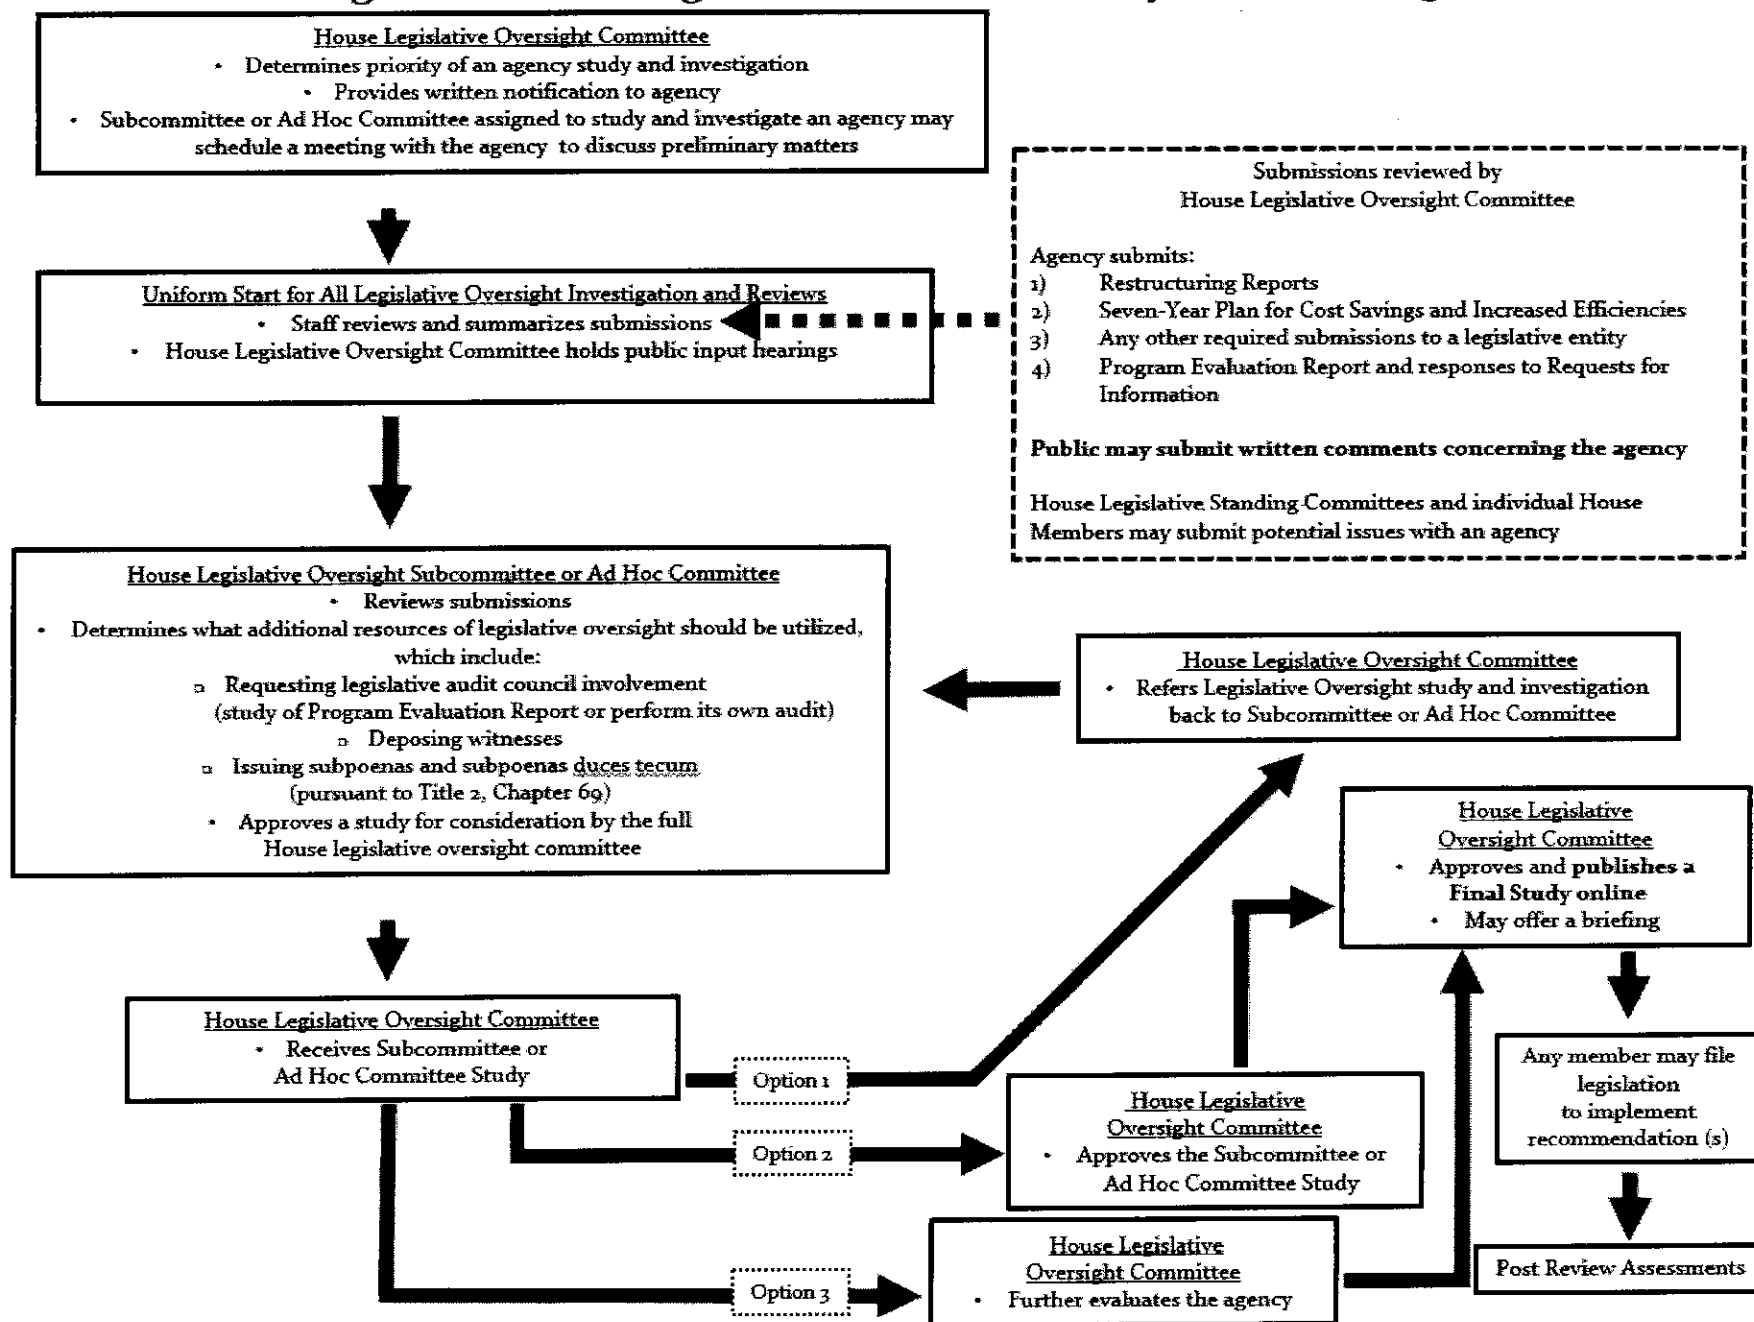 House Legislative Oversight Committee
• Determines priority of an agency study and investigation
• Provides written notification to agency
• Subcommittee or Ad Hoc Committee assigned to study and investigate an agency may
schedule a meeting with the agency to discuss preliminary matters
Submissions reviewed by
House Legislative Oversight Committee
Agency submits:
1) Restructuring Reports
2) Seven-Year Plan for Cost Savings and Increased Efficiencies
3) Any other required submissions to a legislative entity
4) Program Evaluation Report and responses to Requests for
Information
Public may submit written comments concerning the agency
House Legislative Standing Committees and individual House
Members may submit potential issues with an agency
Uniform Start for All Legislative Oversight Investigation and Reviews
• Staff reviews and summarizes submissions
• House Legislative Oversight Committee holds public input hearings
House Legislative Oversight Subcommittee or Ad Hoc Committee
• Reviews submissions
• Determines what additional resources of legislative oversight should be utilized,
which include:
▫ Requesting legislative audit council involvement
(study of Program Evaluation Report or perform its own audit)
▫ Deposing witnesses
▫ Issuing subpoenas and subpoenas duces tecum
(pursuant to Title 2, Chapter 69)
• Approves a study for consideration by the full
House legislative oversight committee
House Legislative Oversight Committee
• Refers Legislative Oversight study and investigation
back to Subcommittee or Ad Hoc Committee
House Legislative
Oversight Committee
• Approves and publishes a
Final Study online
• May offer a briefing
House Legislative Oversight Committee
• Receives Subcommittee or
Ad Hoc Committee Study
Option 1
Option 2
Option 3
House Legislative
Oversight Committee
• Approves the Subcommittee or
Ad Hoc Committee Study
House Legislative
Oversight Committee
• Further evaluates the agency
Any member may file
legislation
to implement
recommendation (s)
Post Review Assessments